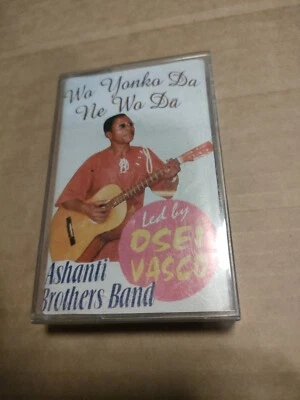 Wo Yonko Da
Ne Wo Da
Led by
OSEI
VASCO
Ashanti
Brothers Band